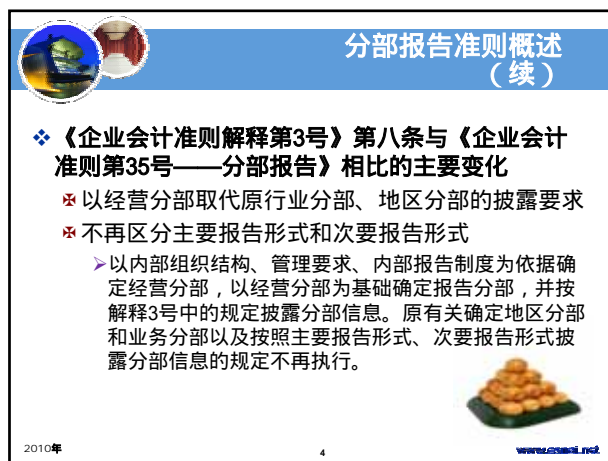 分部报告准则概述
（续）
《企业会计准则解释第3号》第八条与《企业会计
准则第35号——分部报告》相比的主要变化
以经营分部取代原行业分部、地区分部的披露要求
不再区分主要报告形式和次要报告形式
以内部组织结构、管理要求、内部报告制度为依据确
定经营分部，以经营分部为基础确定报告分部，并按
解释3号中的规定披露分部信息。原有关确定地区分部
和业务分部以及按照主要报告形式、次要报告形式披
露分部信息的规定不再执行。
2010年
4